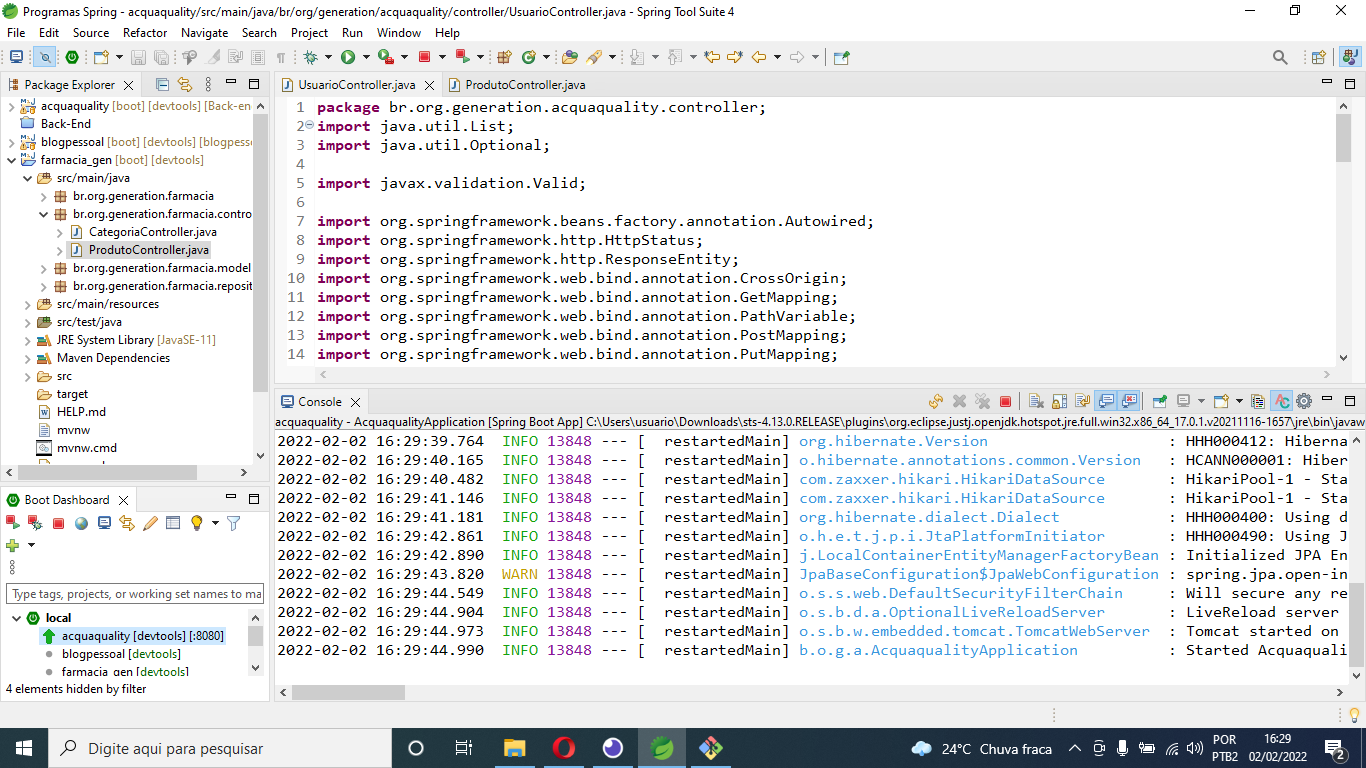 Programas Spring - acquaquality/src/main/java/br/org/generation/acquaquality/controller/UsuarioController.java - Spring Tool Suite 4
File Edit Source Refactor Navigate Search Project Run Window Help
Package Explorer
acquaquality [boot] [devtools] [Back-en
Back-End
blogpessoal [boot] [devtools] [blogpess
farmacia_gen [boot] [devtools]
src/main/java
br.org.generation.farmacia
br.org.generation.farmacia.contro
CategoriaController.java
ProdutoController.java
br.org.generation.farmacia.model
br.org.generation.farmacia.reposit
src/main/resources
src/test/java
JRE System Library [JavaSE-11]
Maven Dependencies
src
target
HELP.md
mvnw
mvnw.cmd
UsuarioController.java ProdutoController.java
1 package br.org.generation.acquaquality.controller;
2 import java.util.List;
3 import java.util.Optional;
4
5 import javax.validation.Valid;
6
7 import org.springframework.beans.factory.annotation.Autowired;
8 import org.springframework.http.HttpStatus;
9 import org.springframework.http.ResponseEntity;
10 import org.springframework.web.bind.annotation.CrossOrigin;
11 import org.springframework.web.bind.annotation.GetMapping;
12 import org.springframework.web.bind.annotation.PathVariable;
13 import org.springframework.web.bind.annotation.PostMapping;
14 import org.springframework.web.bind.annotation.PutMapping;
Console
acquaquality - AcquaqualityApplication [Spring Boot App] C:\Users\usuario\Downloads\sts-4.13.0.RELEASE\plugins\org.eclipse.justj.openjdk.hotspot.jre.full.win32.x86_64_17.0.1.v20211116-1657\jre\bin\javaw
2022-02-02 16:29:39.764 INFO 13848 --- [ restartedMain] org.hibernate.Version : HHH000412: Hiberna
2022-02-02 16:29:40.165 INFO 13848 --- [ restartedMain] o.hibernate.annotations.common.Version : HCANN000001: Hiber
2022-02-02 16:29:40.482 INFO 13848 --- [ restartedMain] com.zaxxer.hikari.HikariDataSource : HikariPool-1 - Sta
2022-02-02 16:29:41.146 INFO 13848 --- [ restartedMain] com.zaxxer.hikari.HikariDataSource : HikariPool-1 - Sta
2022-02-02 16:29:41.181 INFO 13848 --- [ restartedMain] org.hibernate.dialect.Dialect : HHH000400: Using d
2022-02-02 16:29:42.861 INFO 13848 --- [ restartedMain] o.h.e.t.j.p.i.JtaPlatformInitiator : HHH000490: Using J
2022-02-02 16:29:42.890 INFO 13848 --- [ restartedMain] j.LocalContainerEntityManagerFactoryBean : Initialized JPA En
2022-02-02 16:29:43.820 WARN 13848 --- [ restartedMain] JpaBaseConfiguration$JpaWebConfiguration : spring.jpa.open-in
2022-02-02 16:29:44.549 INFO 13848 --- [ restartedMain] o.s.s.web.DefaultSecurityFilterChain : Will secure any re
2022-02-02 16:29:44.904 INFO 13848 --- [ restartedMain] o.s.b.d.a.OptionalLiveReloadServer : LiveReload server
2022-02-02 16:29:44.973 INFO 13848 --- [ restartedMain] o.s.b.w.embedded.tomcat.TomcatWebServer : Tomcat started on
2022-02-02 16:29:44.990 INFO 13848 --- [ restartedMain] b.o.g.a.AcquaqualityApplication : Started Acquaquali
Boot Dashboard
Type tags, projects, or working set names to ma
local
acquaquality [devtools] [:8080]
blogpessoal [devtools]
farmacia_gen [devtools]
4 elements hidden by filter
Digite aqui para pesquisar
24°C Chuva fraca
POR
PTB2
16:29
02/02/2022
2